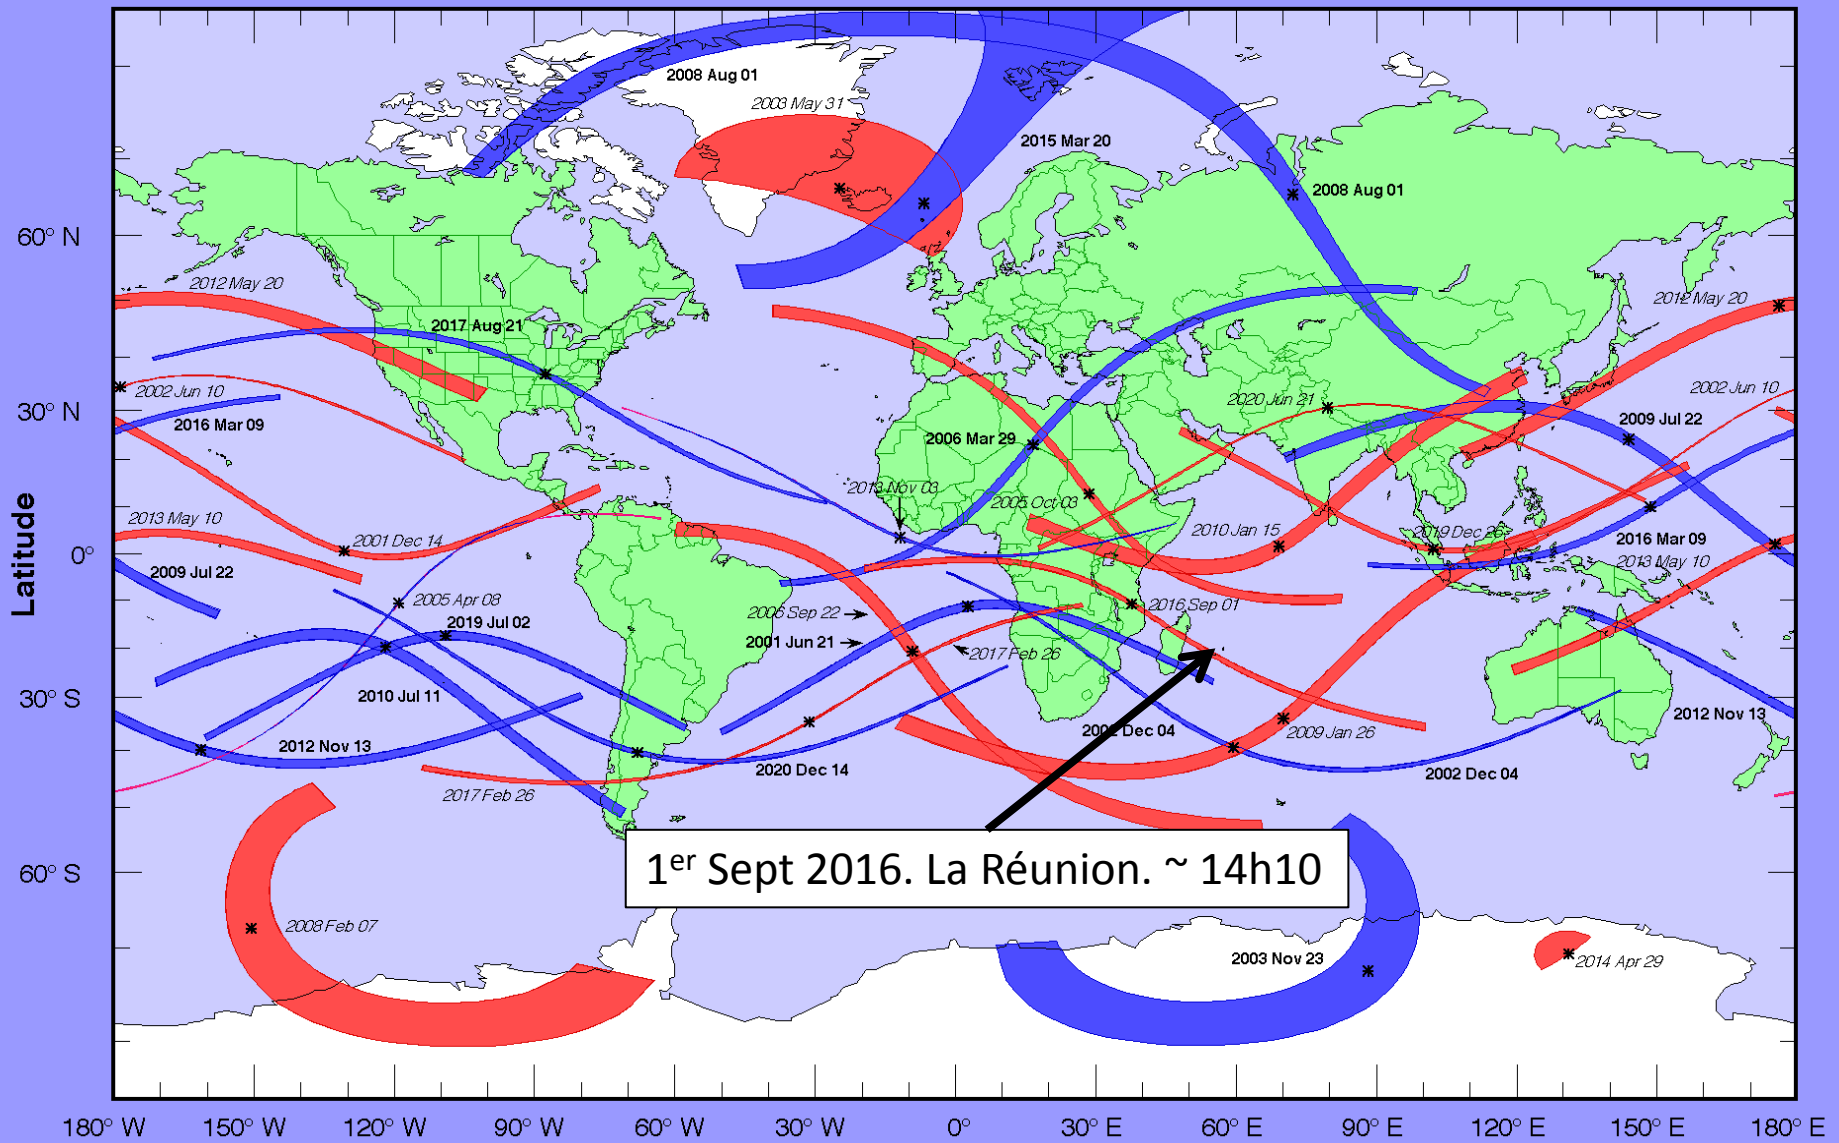 2008 Aug 01
2003 May 31
2015 Mar 20
2008 Aug 01
60° N
2012 May 20
2012 May 20
2017 Aug 21
2002 Jun 10
2002 Jun 10
2020 Jun 21
30° N
2016 Mar 09
2009 Jul 22
2006 Mar 29
2013 Nov 03
2005 Oct 03
2013 May 10
2010 Jan 15
2019 Dec 26
2001 Dec 14
2016 Mar 09
0°
2013 May 10
Latitude
2009 Jul 22
2005 Apr 08
2016 Sep 01
2006 Sep 22
2019 Jul 02
2001 Jun 21
2017 Feb 26
2010 Jul 11
30° S
2012 Nov 13
2002 Dec 04
2009 Jan 26
2012 Nov 13
2020 Dec 14
2002 Dec 04
2017 Feb 26
1er Sept 2016. La Réunion. ~ 14h10
60° S
2008 Feb 07
2003 Nov 23
2014 Apr 29
180° W 150° W 120° W 90° W 60° W 30° W 0° 30° E 60° E 90° E 120° E 150° E 180° E